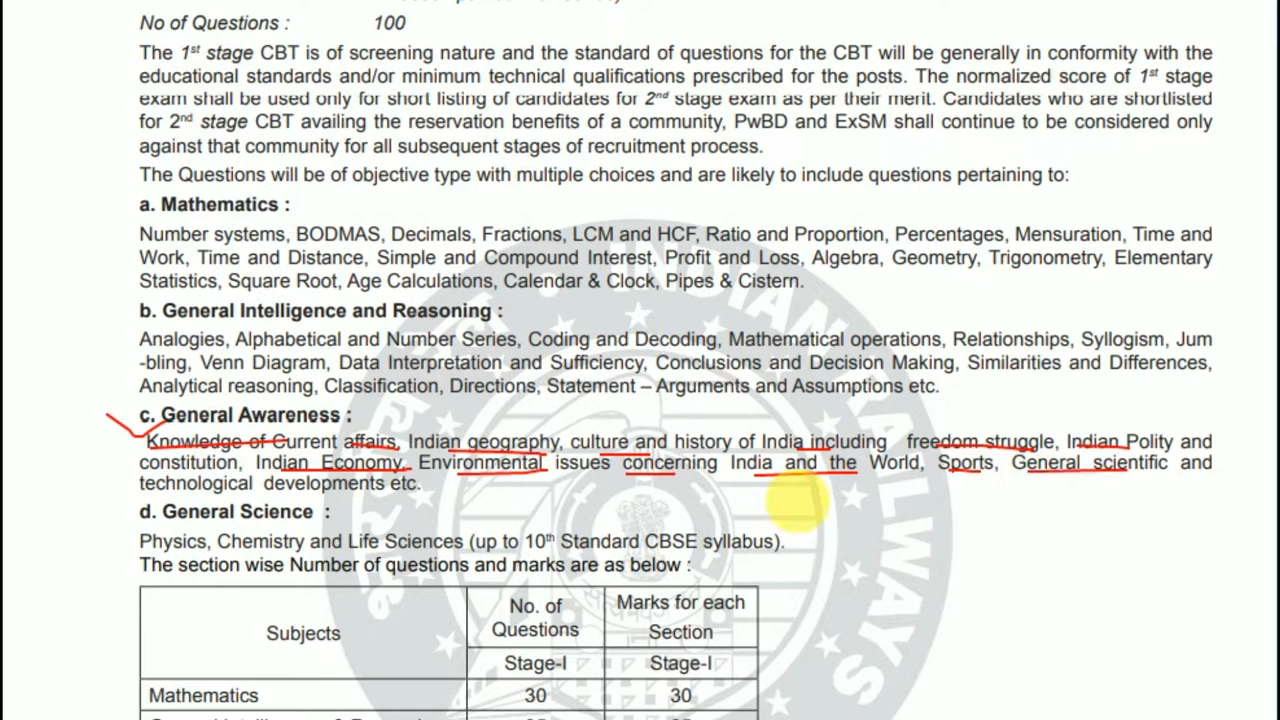 No of Questions : 100
The 1st stage CBT is of screening nature and the standard of questions for the CBT will be generally in conformity with the
educational standards and/or minimum technical qualifications prescribed for the posts. The normalized score of 1st stage
exam shall be used only for short listing of candidates for 2nd stage exam as per their merit. Candidates who are shortlisted
for 2nd stage CBT availing the reservation benefits of a community, PwBD and ExSM shall continue to be considered only
against that community for all subsequent stages of recruitment process.
The Questions will be of objective type with multiple choices and are likely to include questions pertaining to:
a. Mathematics :
Number systems, BODMAS, Decimals, Fractions, LCM and HCF, Ratio and Proportion, Percentages, Mensuration, Time and
Work, Time and Distance, Simple and Compound Interest, Profit and Loss, Algebra, Geometry, Trigonometry, Elementary
Statistics, Square Root, Age Calculations, Calendar & Clock, Pipes & Cistern.
b. General Intelligence and Reasoning :
Analogies, Alphabetical and Number Series, Coding and Decoding, Mathematical operations, Relationships, Syllogism, Jum
-bling, Venn Diagram, Data Interpretation and Sufficiency, Conclusions and Decision Making, Similarities and Differences,
Analytical reasoning, Classification, Directions, Statement – Arguments and Assumptions etc.
c. General Awareness :
Knowledge of Current affairs, Indian geography, culture and history of India including freedom struggle, Indian Polity and
constitution, Indian Economy, Environmental issues concerning India and the World, Sports, General scientific and
technological developments etc.
d. General Science :
Physics, Chemistry and Life Sciences (up to 10th Standard CBSE syllabus).
The section wise Number of questions and marks are as below :
Subjects
No. of
Questions
Marks for each
Section
Stage-I Stage-I
Mathematics 30 30
INDIAN RAILWAYS
भारतीय रेल